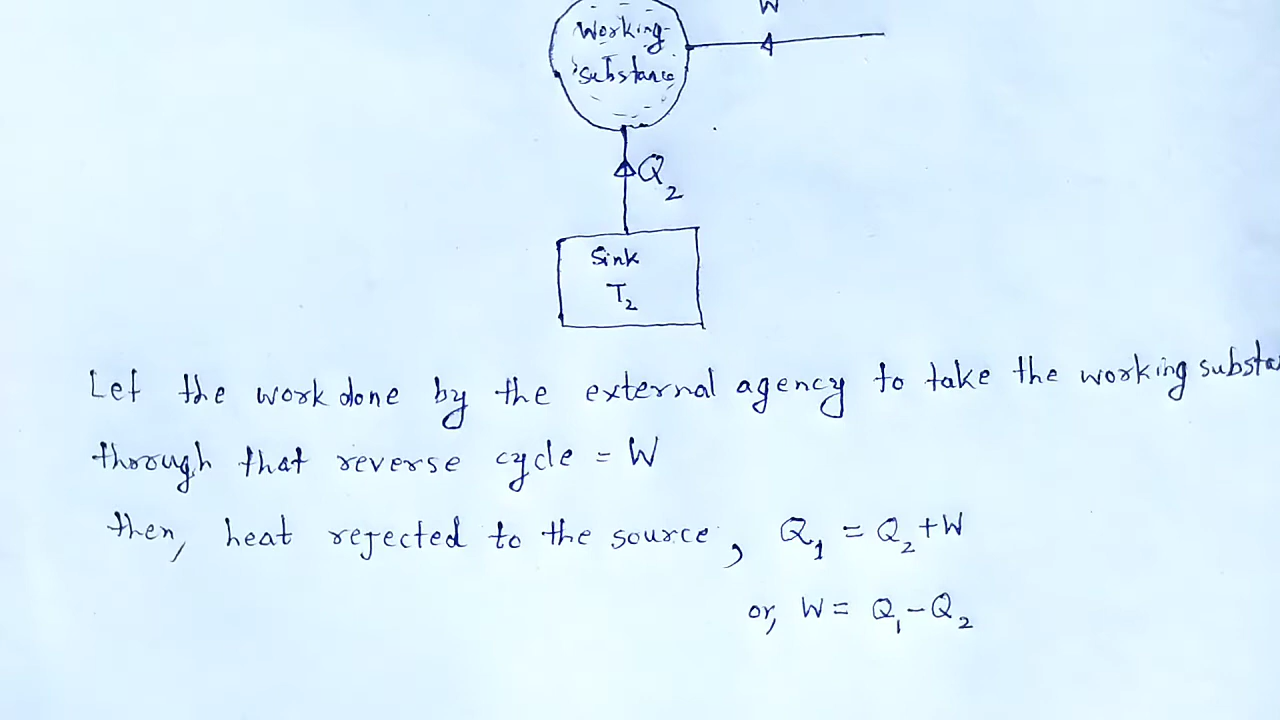 W
Working
substance
Q2
Sink
T2
Let the work done by the external agency to take the working substa
through that reverse cycle = W
then, heat rejected to the source, Q1 = Q2 + W
or, W = Q1 - Q2